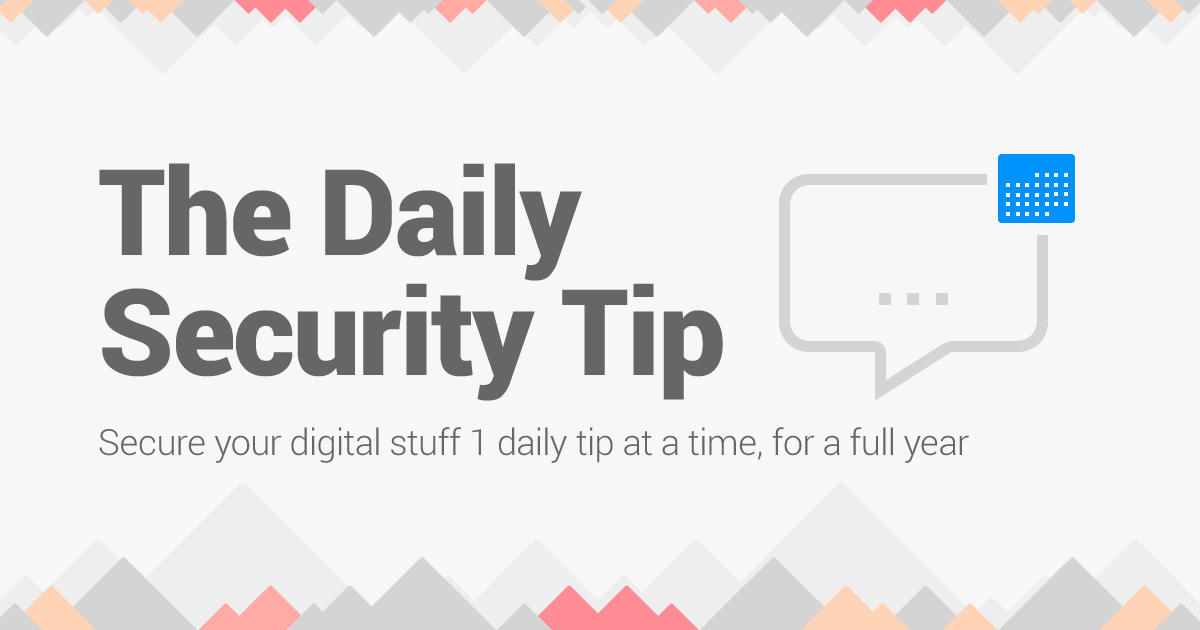 The Daily
Security Tip
Secure your digital stuff 1 daily tip at a time, for a full year